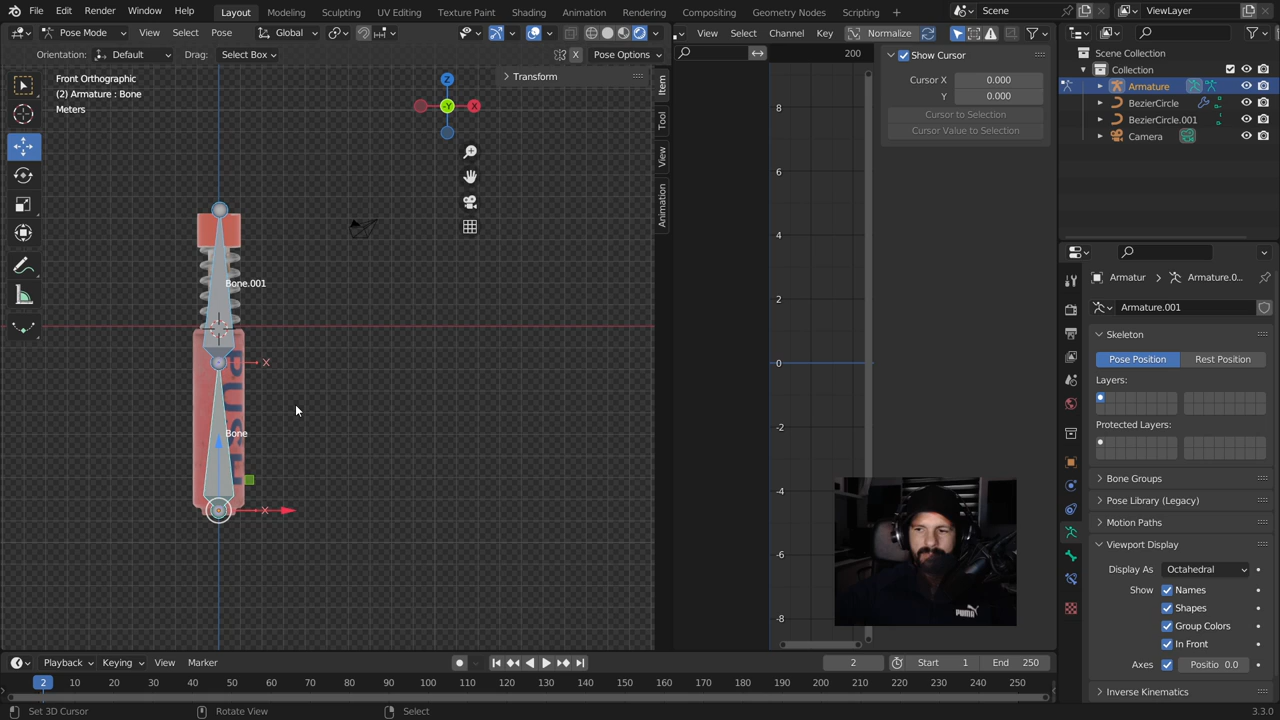 File Edit Render Window Help Layout Modeling Sculpting UV Editing Texture Paint Shading Animation Rendering Compositing Geometry Nodes Scripting Scene ViewLayer
Pose Mode View Select Pose Global View Select Channel Key Normalize
Orientation: Default Drag: Select Box X Pose Options 200 Show Cursor Scene Collection
Collection
Armature
BezierCircle
BezierCircle.001
Camera
Front Orthographic
(2) Armature : Bone
Meters
Transform
Item
Tool
View
Animation
Z
-Y
X
Cursor X 0.000
Y 0.000
Cursor to Selection
Cursor Value to Selection
8
6
4
2
0
-2
-4
-6
-8
Bone.001
X
Bone
X
PUMA
Armatur Armature.0...
Armature.001
Skeleton
Pose Position Rest Position
Layers:
Protected Layers:
Bone Groups
Pose Library (Legacy)
Motion Paths
Viewport Display
Display As Octahedral
Show Names
Shapes
Group Colors
In Front
Axes Positio 0.0
Inverse Kinematics
Playback Keying View Marker 2 Start 1 End 250
2 10 20 30 40 50 60 70 80 90 100 110 120 130 140 150 160 170 180 190 200 210 220 230 240 250
Set 3D Cursor Rotate View Select 3.3.0